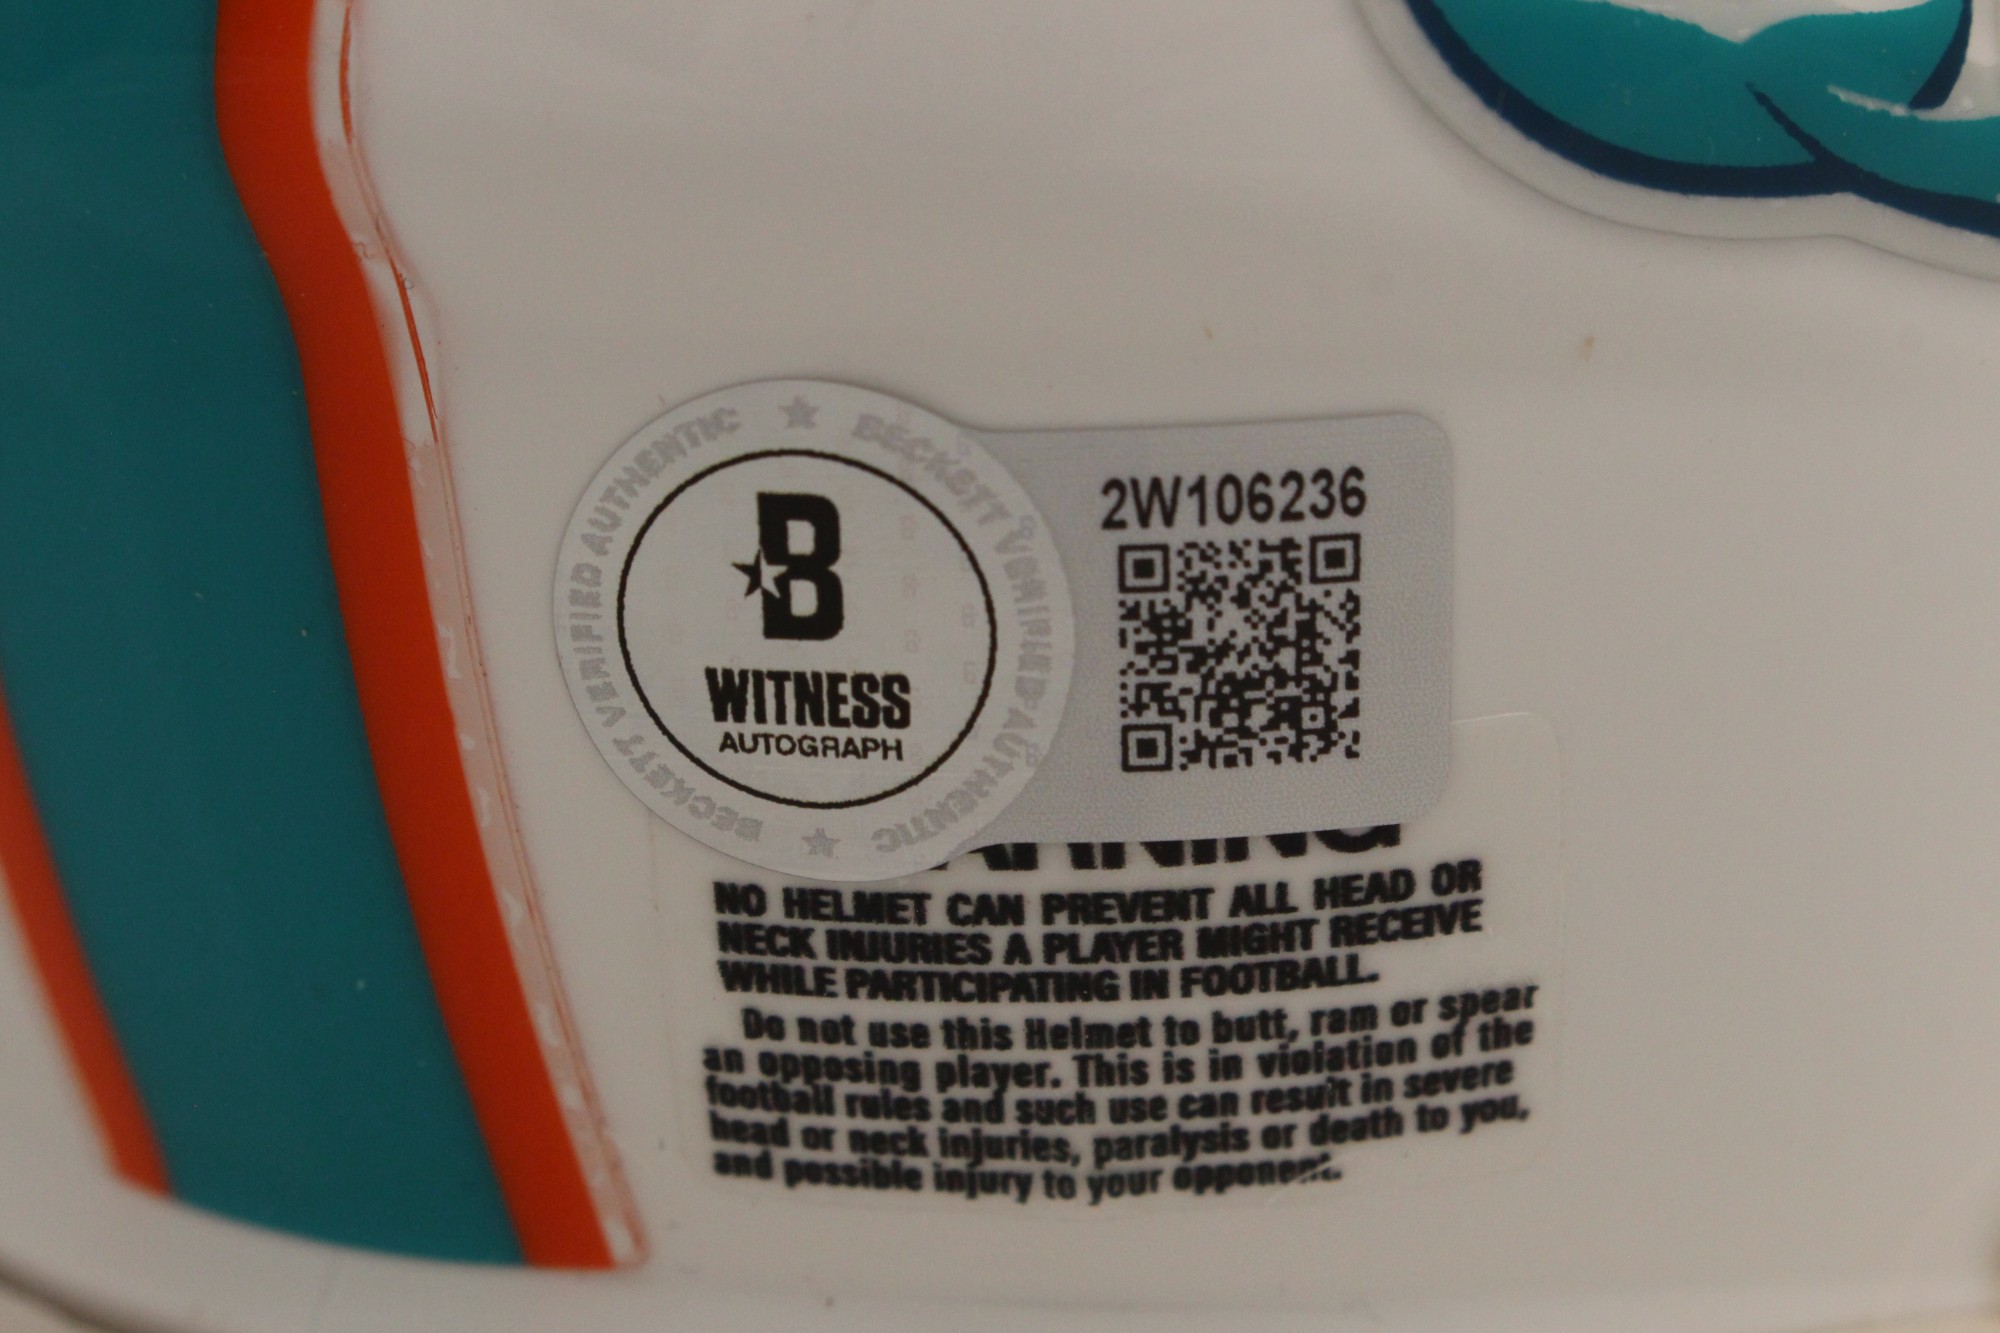 BECKETT VERIFIED AUTHENTIC ★ BECKETT VERIFIED AUTHENTIC ★
B
WITNESS
AUTOGRAPH
2W106236
NO HELMET CAN PREVENT ALL HEAD OR
NECK INJURIES A PLAYER MIGHT RECEIVE
WHILE PARTICIPATING IN FOOTBALL.
Do not use this Helmet to butt, ram or spear
an opposing player. This is in violation of the
football rules and such use can result in severe
head or neck injuries, paralysis or death to you,
and possible injury to your opponent.